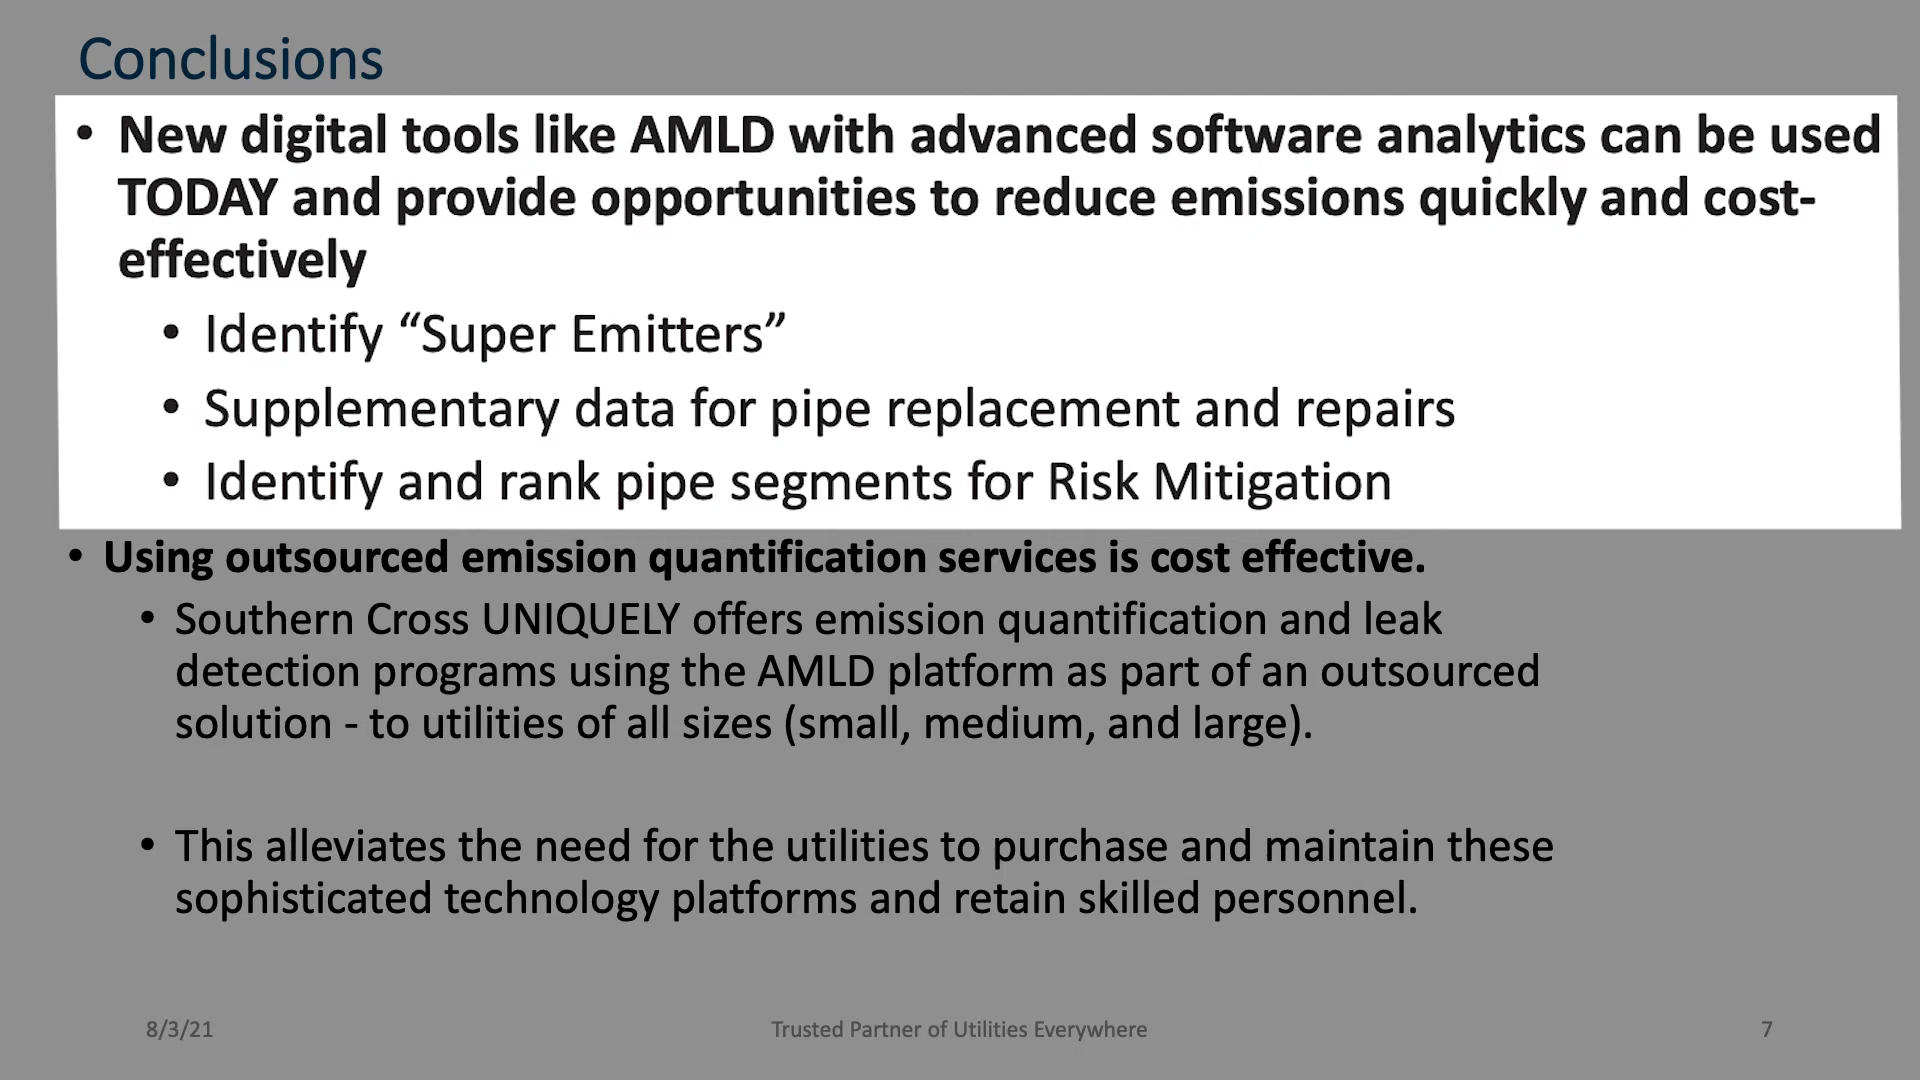 Conclusions
• New digital tools like AMLD with advanced software analytics can be used
TODAY and provide opportunities to reduce emissions quickly and cost-
effectively
• Identify “Super Emitters”
• Supplementary data for pipe replacement and repairs
• Identify and rank pipe segments for Risk Mitigation
• Using outsourced emission quantification services is cost effective.
• Southern Cross UNIQUELY offers emission quantification and leak
detection programs using the AMLD platform as part of an outsourced
solution - to utilities of all sizes (small, medium, and large).
• This alleviates the need for the utilities to purchase and maintain these
sophisticated technology platforms and retain skilled personnel.
8/3/21 Trusted Partner of Utilities Everywhere 7